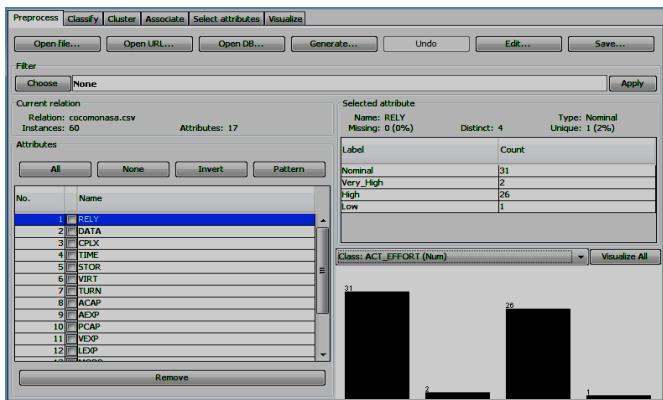 Preprocess Classify Cluster Associate Select attributes Visualize
Open file... Open URL... Open DB... Generate... Undo Edit... Save...
Filter
Choose None Apply
Current relation
Relation: cocomonasa.csv
Instances: 60 Attributes: 17
Attributes
All None Invert Pattern
No. Name
1 RELY
2 DATA
3 CPLX
4 TIME
5 STOR
6 VIRT
7 TURN
8 ACAP
9 AEXP
10 PCAP
11 VEXP
12 LEXP
Remove
Selected attribute
Name: RELY Type: Nominal
Missing: 0 (0%) Distinct: 4 Unique: 1 (2%)
Label Count
Nominal 31
Very_High 2
High 26
Low 1
Class: ACT_EFFORT (Num) Visualize All
31
2
26
1